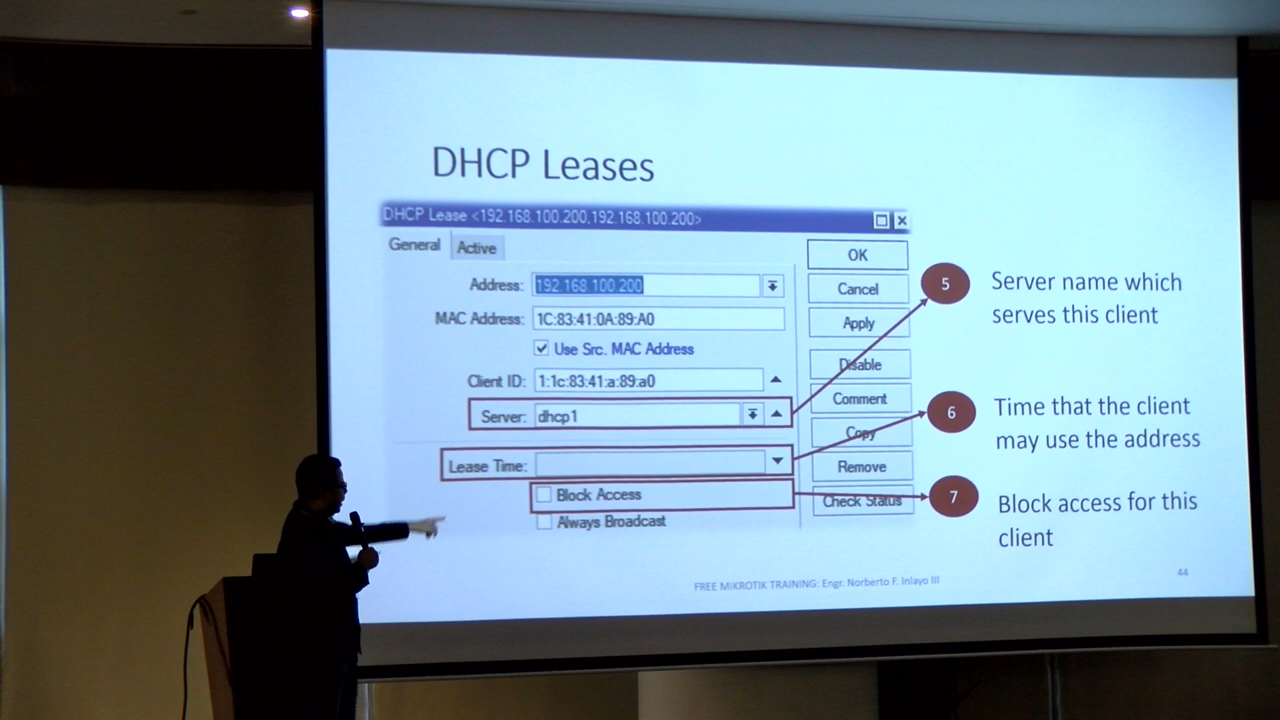 DHCP Leases
DHCP Lease <192.168.100.200,192.168.100.200>
General Active
Address: 192.168.100.200
MAC Address: 1C:83:41:0A:89:A0
Use Src. MAC Address
Client ID: 1:1c:83:41:a:89:a0
Server: dhcp1
Lease Time:
Block Access
Always Broadcast
OK
Cancel
Apply
Disable
Comment
Copy
Remove
Check Status
5 Server name which
serves this client
6 Time that the client
may use the address
7 Block access for this
client
FREE MIKROTIK TRAINING: Engr. Norberto F. Inlayo III
44